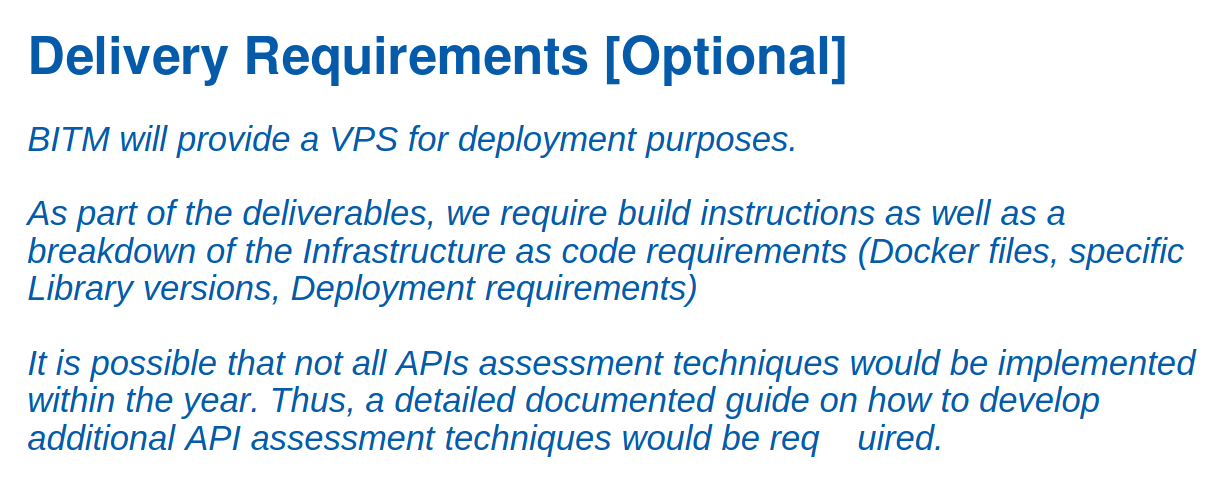 Delivery Requirements [Optional]
BITM will provide a VPS for deployment purposes.
As part of the deliverables, we require build instructions as well as a
breakdown of the Infrastructure as code requirements (Docker files, specific
Library versions, Deployment requirements)
It is possible that not all APIs assessment techniques would be implemented
within the year. Thus, a detailed documented guide on how to develop
additional API assessment techniques would be req    uired.